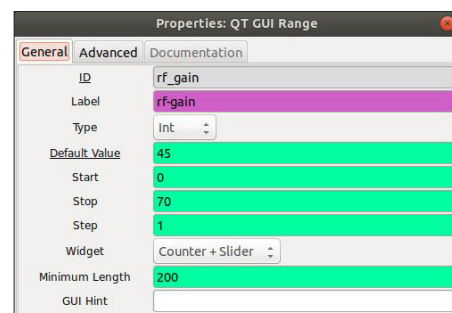 Properties: QT GUI Range
General Advanced Documentation
ID rf_gain
Label rf-gain
Type Int
Default Value 45
Start 0
Stop 70
Step 1
Widget Counter + Slider
Minimum Length 200
GUI Hint